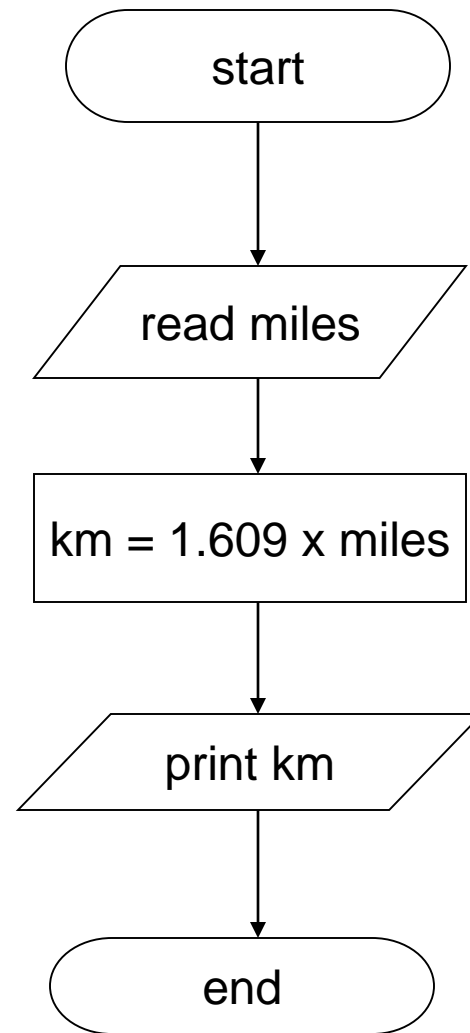 start
read miles
km = 1.609 x miles
print km
end